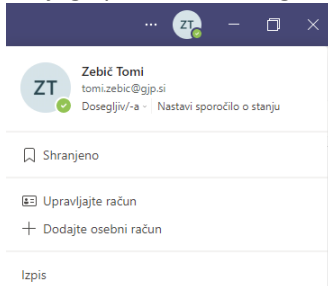 ZT
ZT
Zebič Tomi
tomi.zebic@gjp.si
Dosegljiv/-a Nastavi sporočilo o stanju
Shranjeno
Upravljajte račun
Dodajte osebni račun
Izpis